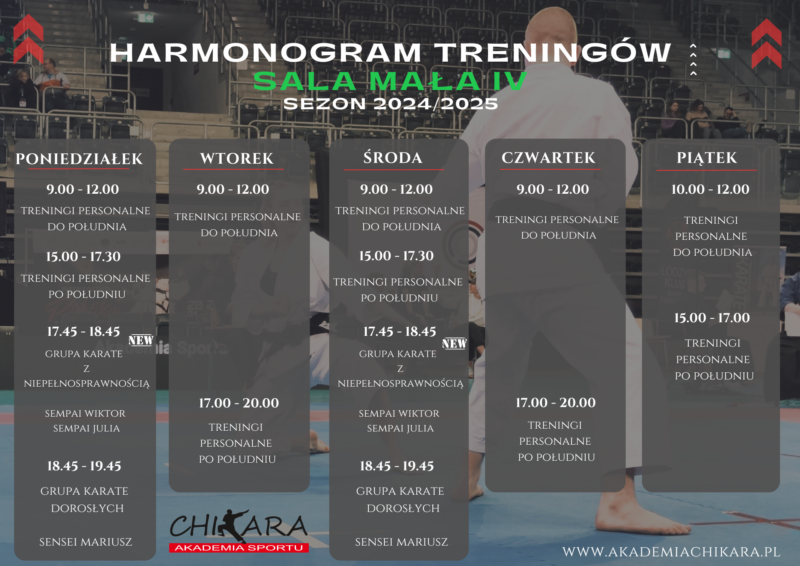 HARMONOGRAM TRENINGÓW
SALA MAŁA IV
SEZON 2024/2025
PONIEDZIAŁEK
9.00 - 12.00
TRENINGI PERSONALNE
DO POŁUDNIA
15.00 - 17.30
TRENINGI PERSONALNE
PO POŁUDNIU
17.45 - 18.45
NEW
GRUPA KARATE
Z
NIEPEŁNOSPRAWNOŚCIĄ
SEMPAI WIKTOR
SEMPAI JULIA
18.45 - 19.45
GRUPA KARATE
DOROSŁYCH
SENSEI MARIUSZ
WTOREK
9.00 - 12.00
TRENINGI PERSONALNE
DO POŁUDNIA
17.00 - 20.00
TRENINGI
PERSONALNE
PO POŁUDNIU
ŚRODA
9.00 - 12.00
TRENINGI PERSONALNE
DO POŁUDNIA
15.00 - 17.30
TRENINGI PERSONALNE
PO POŁUDNIU
17.45 - 18.45
NEW
GRUPA KARATE
Z
NIEPEŁNOSPRAWNOŚCIĄ
SEMPAI WIKTOR
SEMPAI JULIA
18.45 - 19.45
GRUPA KARATE
DOROSŁYCH
SENSEI MARIUSZ
CZWARTEK
9.00 - 12.00
TRENINGI PERSONALNE
DO POŁUDNIA
17.00 - 20.00
TRENINGI
PERSONALNE
PO POŁUDNIU
PIĄTEK
10.00 - 12.00
TRENINGI
PERSONALNE
DO POŁUDNIA
15.00 - 17.00
TRENINGI
PERSONALNE
PO POŁUDNIU
CHIKARA
AKADEMIA SPORTU
WWW.AKADEMIACHIKARA.PL